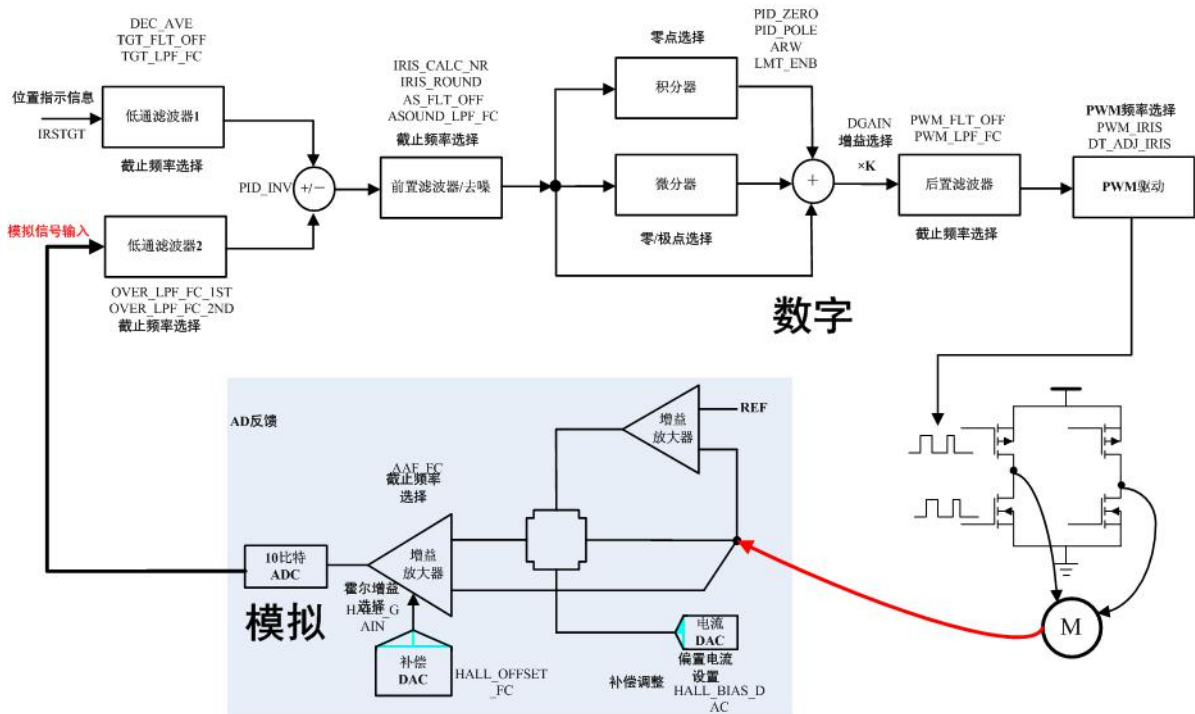 DEC_AVE
TGT_FLT_OFF
TGT_LPF_FC
位置指示信息
IRSTGT
低通滤波器1
截止频率选择
PID_INV
+/−
模拟信号输入
低通滤波器2
OVER_LPF_FC_1ST
OVER_LPF_FC_2ND
截止频率选择
IRIS_CALC_NR
IRIS_ROUND
AS_FLT_OFF
ASOUND_LPF_FC
截止频率选择
前置滤波器/去噪
零点选择
积分器
PID_ZERO
PID_POLE
ARW
LMT_ENB
微分器
零/极点选择
+
DGAIN
增益选择
×K
PWM_FLT_OFF
PWM_LPF_FC
后置滤波器
截止频率选择
PWM频率选择
PWM_IRIS
DT_ADJ_IRIS
PWM驱动
数字
AD反馈
增益
放大器
REF
AAF_FC
截止频率
选择
10比特
ADC
增益
放大器
霍尔增益
选择
HALL_G
AIN
模拟
补偿
DAC
HALL_OFFSET
_FC
电流
DAC
偏置电流
设置
补偿调整
HALL_BIAS_D
AC
M